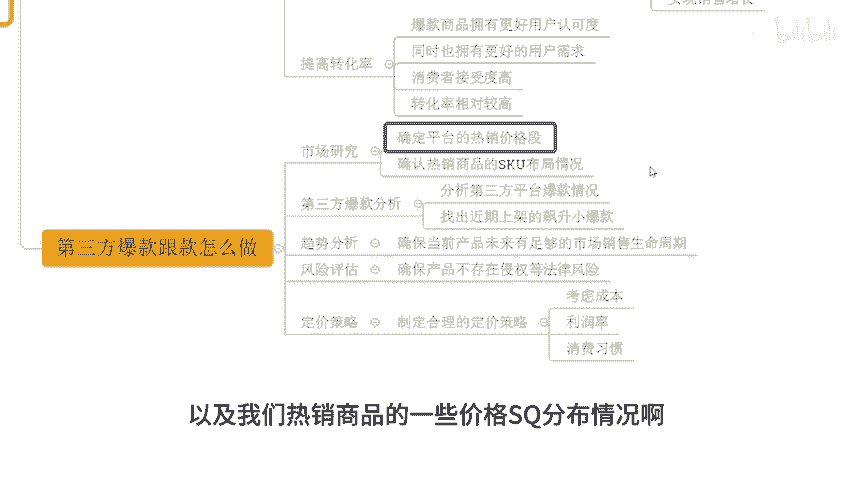 实现销售增长
bilibili
爆款商品拥有更好用户认可度
同时也拥有更好的用户需求
提高转化率
消费者接受度高
转化率相对较高
确定平台的热销价格段
市场研究
确认热销商品的SKU布局情况
分析第三方平台爆款情况
第三方爆款分析
找出近期上架的飙升小爆款
第三方爆款跟款怎么做
趋势分析
确保当前产品未来有足够的市场销售生命周期
风险评估
确保产品不存在侵权等法律风险
考虑成本
定价策略
制定合理的定价策略
利润率
消费习惯
以及我们热销商品的一些价格SQ分布情况啊